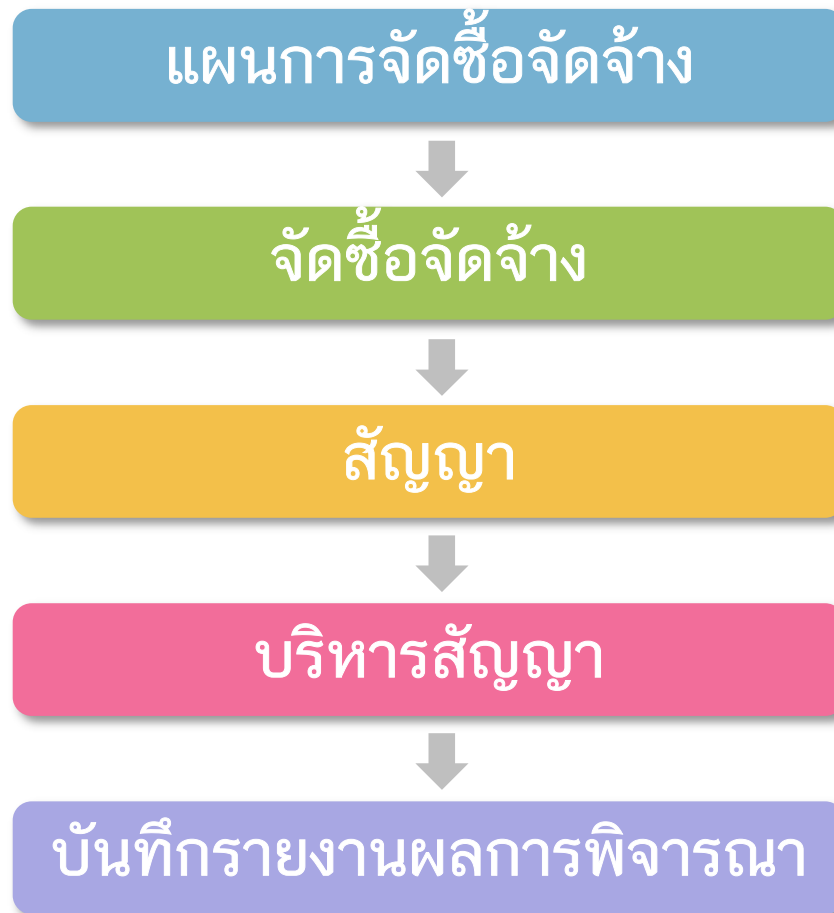 แผนการจัดซื้อจัดจ้าง
จัดซื้อจัดจ้าง
สัญญา
บริหารสัญญา
บันทึกรายงานผลการพิจารณา